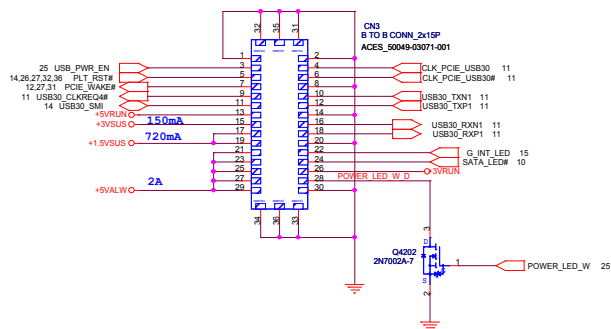 32 35 31
CN3
B TO B CONN_2x15P
ACES_50049-03071-001
1 2
25 USB_PWR_EN 3 4 CLK_PCIE_USB30 11
14,26,27,32,36 PLT_RST# 5 6 CLK_PCIE_USB30# 11
12,27,31 PCIE_WAKE# 7 8
11 USB30_CLKREQ4# 9 10 USB30_TXN1 11
14 USB30_SMI 11 12 USB30_TXP1 11
+5VRUN 13 14
+3VSUS 150mA 15 16 USB30_RXN1 11
17 18 USB30_RXP1 11
+1.5VSUS 720mA 19 20
21 22 G_INT_LED 15
23 24 SATA_LED# 10
25 26 +3VRUN
27 28 POWER_LED_W_D
+5VALW 2A 29 30
34 36 33
3
D
Q4202
2N7002A-7
G
1 POWER_LED_W 25
S
2